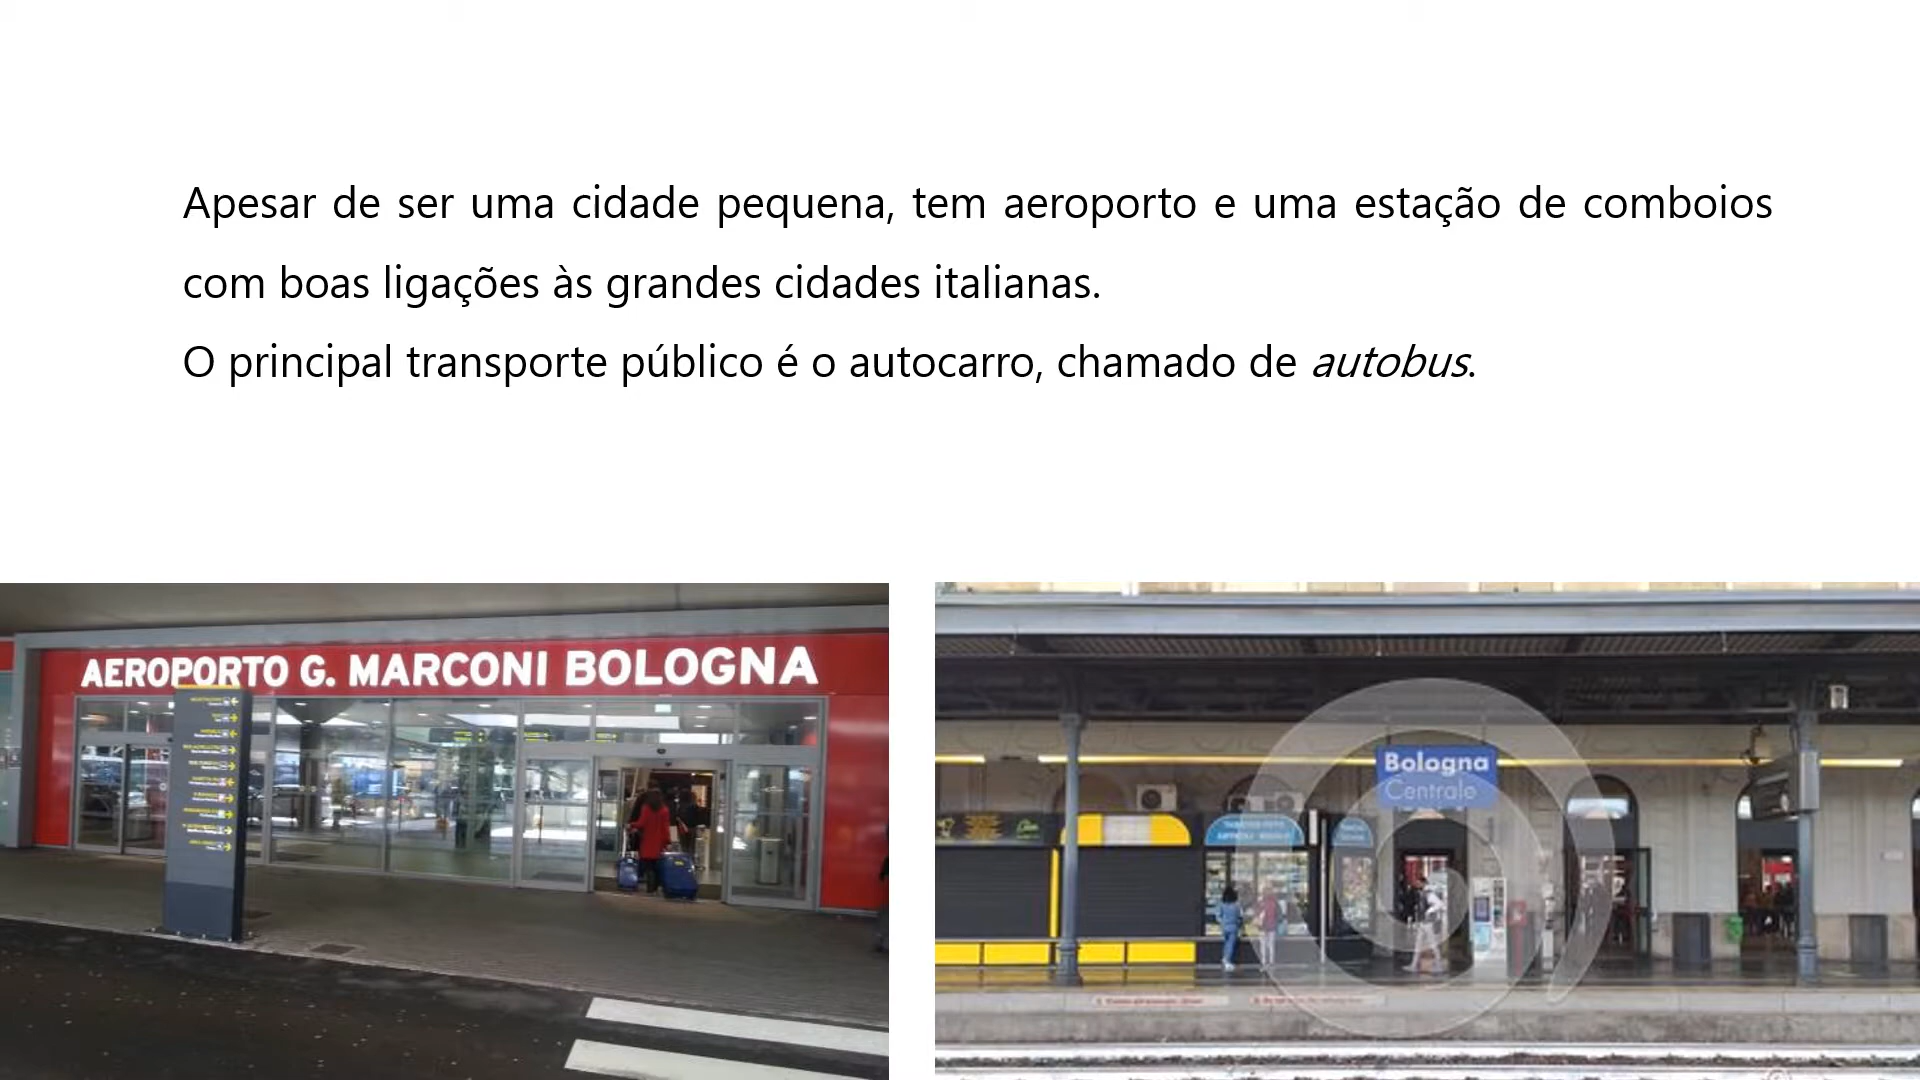 Apesar de ser uma cidade pequena, tem aeroporto e uma estação de comboios
com boas ligações às grandes cidades italianas.
O principal transporte público é o autocarro, chamado de autobus.
AEROPORTO G. MARCONI BOLOGNA
Bologna
Centrale